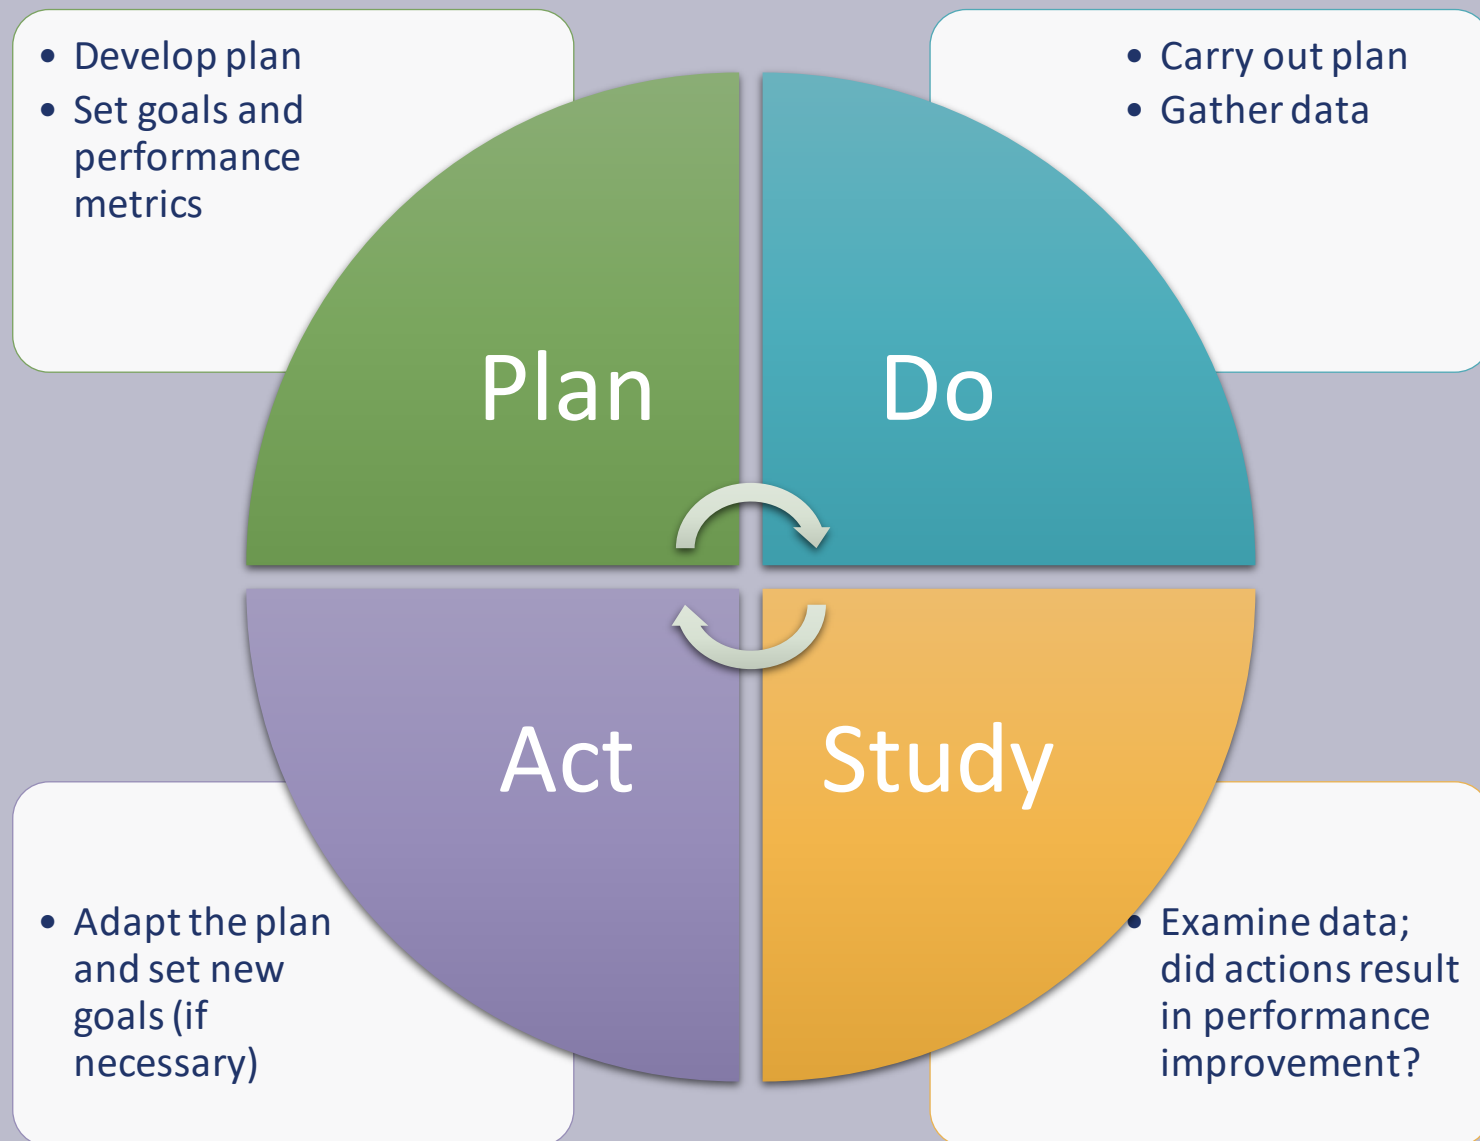 • Develop plan
• Set goals and
performance
metrics
• Carry out plan
• Gather data
Plan
Do
Act
Study
• Adapt the plan
and set new
goals (if
necessary)
• Examine data;
did actions result
in performance
improvement?